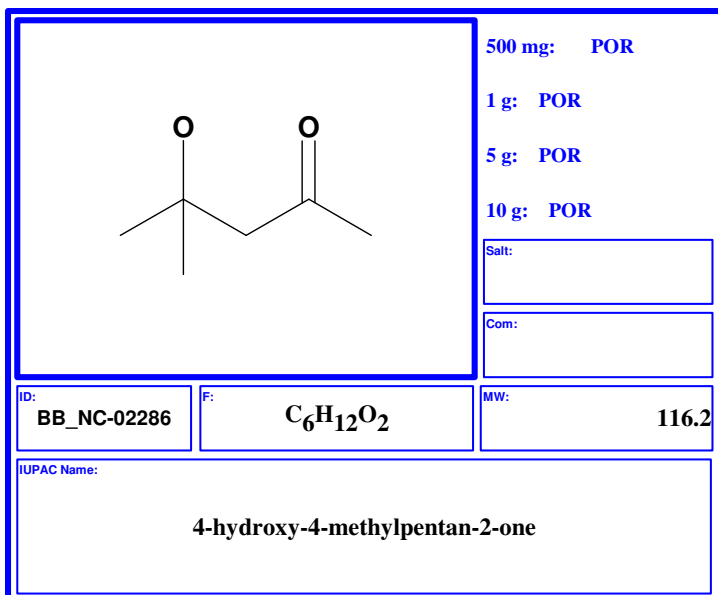 O O
500 mg: POR
1 g: POR
5 g: POR
10 g: POR
Salt:
Com:
ID:
BB_NC-02286
F:
C6H12O2
MW:
116.2
IUPAC Name:
4-hydroxy-4-methylpentan-2-one